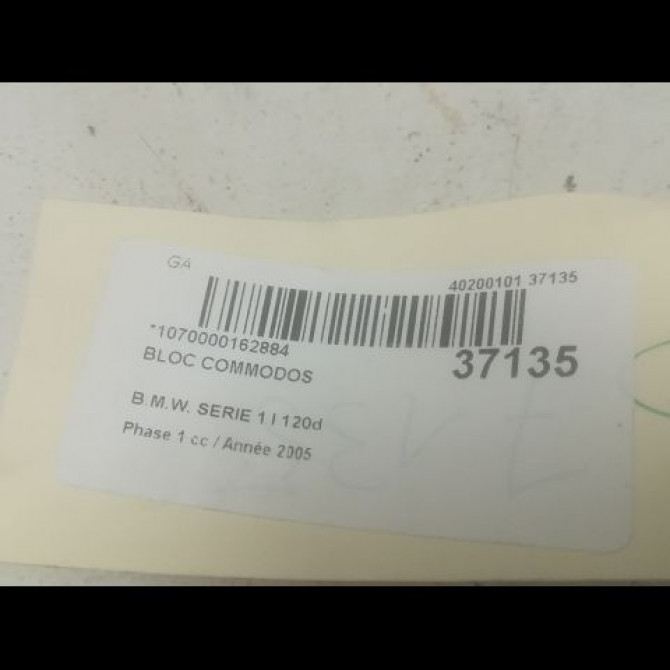 GA
40200101 37135
*1070000162884
37135
BLOC COMMODOS
B.M.W. SERIE 1 I 120d
Phase 1 cc / Année 2005